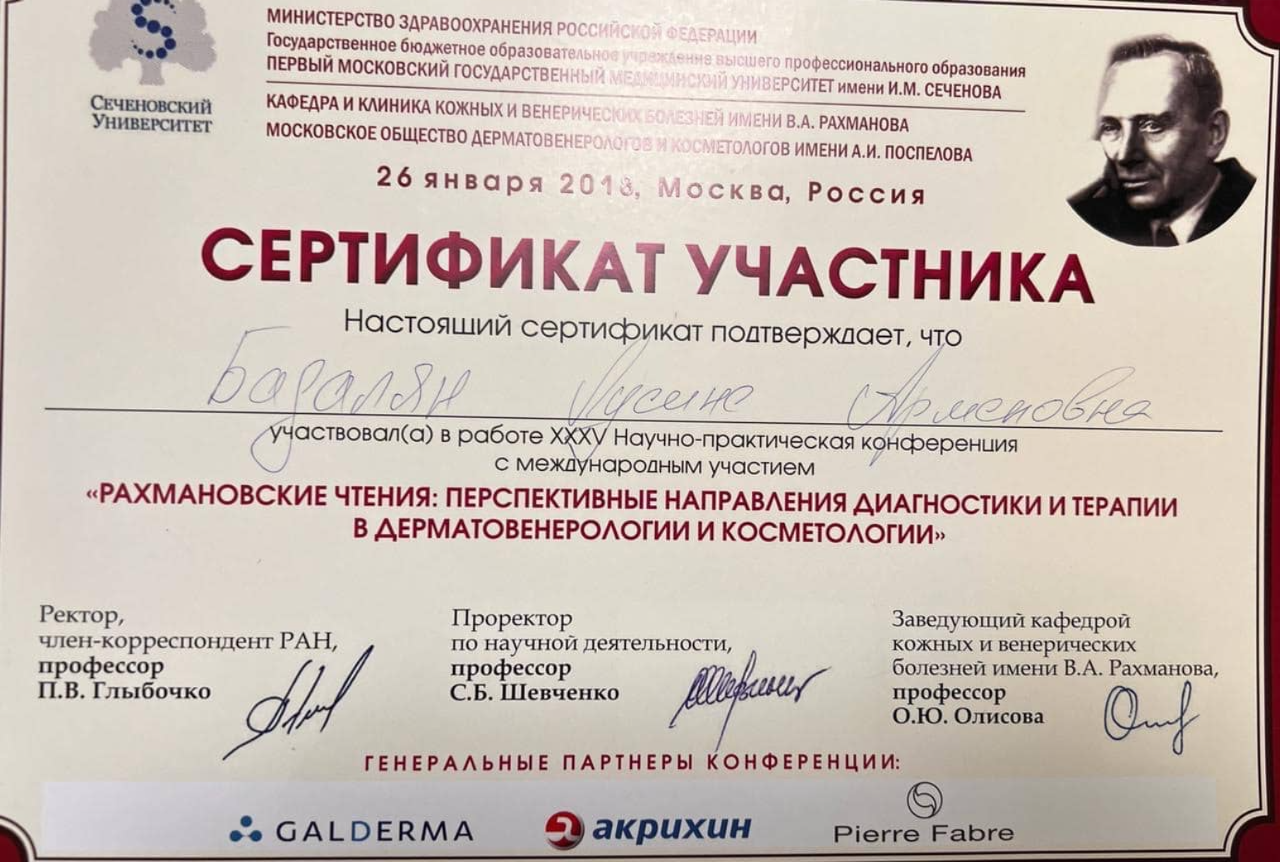 S
СЕЧЕНОВСКИЙ
УНИВЕРСИТЕТ
МИНИСТЕРСТВО ЗДРАВООХРАНЕНИЯ РОССИЙСКОЙ ФЕДЕРАЦИИ
Государственное бюджетное образовательное учреждение высшего профессионального образования
ПЕРВЫЙ МОСКОВСКИЙ ГОСУДАРСТВЕННЫЙ МЕДИЦИНСКИЙ УНИВЕРСИТЕТ имени И.М. СЕЧЕНОВА
КАФЕДРА И КЛИНИКА КОЖНЫХ И ВЕНЕРИЧЕСКИХ БОЛЕЗНЕЙ ИМЕНИ В.А. РАХМАНОВА
МОСКОВСКОЕ ОБЩЕСТВО ДЕРМАТОВЕНЕРОЛОГОВ И КОСМЕТОЛОГОВ ИМЕНИ А.И. ПОСПЕЛОВА
26 января 2018, Москва, Россия
СЕРТИФИКАТ УЧАСТНИКА
Настоящий сертификат подтверждает, что
Бадалян Лусине Арменовна
участвовал(а) в работе XXXV Научно-практическая конференция
с международным участием
«РАХМАНОВСКИЕ ЧТЕНИЯ: ПЕРСПЕКТИВНЫЕ НАПРАВЛЕНИЯ ДИАГНОСТИКИ И ТЕРАПИИ
В ДЕРМАТОВЕНЕРОЛОГИИ И КОСМЕТОЛОГИИ»
Ректор,
член-корреспондент РАН,
профессор
П.В. Глыбочко
Проректор
по научной деятельности,
профессор
С.Б. Шевченко
Заведующий кафедрой
кожных и венерических
болезней имени В.А. Рахманова,
профессор
О.Ю. Олисова
ГЕНЕРАЛЬНЫЕ ПАРТНЕРЫ КОНФЕРЕНЦИИ:
GALDERMA
акрихин
Pierre Fabre